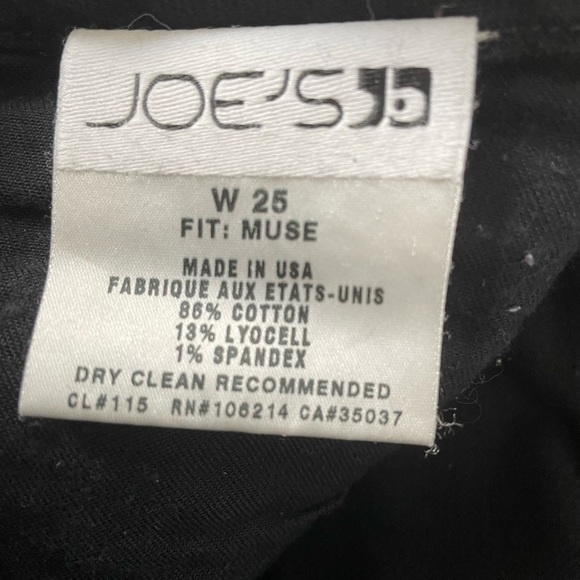 JOE'S Jb
W 25
FIT: MUSE
MADE IN USA
FABRIQUE AUX ETATS-UNIS
86% COTTON
13% LYOCELL
1% SPANDEX
DRY CLEAN RECOMMENDED
CL#115 RN#106214 CA#35037